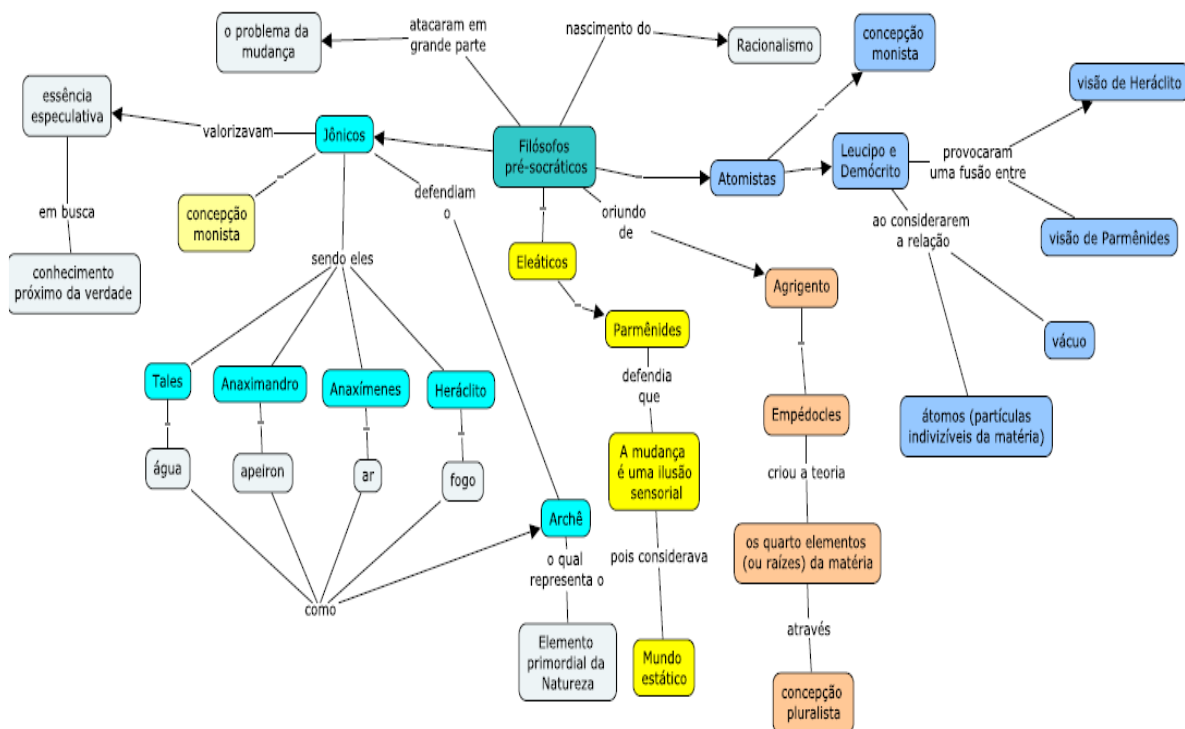 o problema da
mudança
atacaram em
grande parte
nascimento do
Racionalismo
concepção
monista
essência
especulativa
valorizavam
Jônicos
Filósofos
pré-socráticos
Atomistas
Leucipo e
Demócrito
provocaram
uma fusão entre
visão de Heráclito
visão de Parmênides
em busca
conhecimento
próximo da verdade
concepção
monista
sendo eles
defendiam
o
Eleáticos
oriundo
de
Agrigento
ao considerarem
a relação
vácuo
átomos (partículas
indivizíveis da matéria)
Tales
Anaximandro
Anaxímenes
Heráclito
água
apeiron
ar
fogo
como
Archê
o qual
representa o
Elemento
primordial da
Natureza
Parmênides
defendia
que
A mudança
é uma ilusão
sensorial
pois considerava
Mundo
estático
Empédocles
criou a teoria
os quarto elementos
(ou raízes) da matéria
através
concepção
pluralista